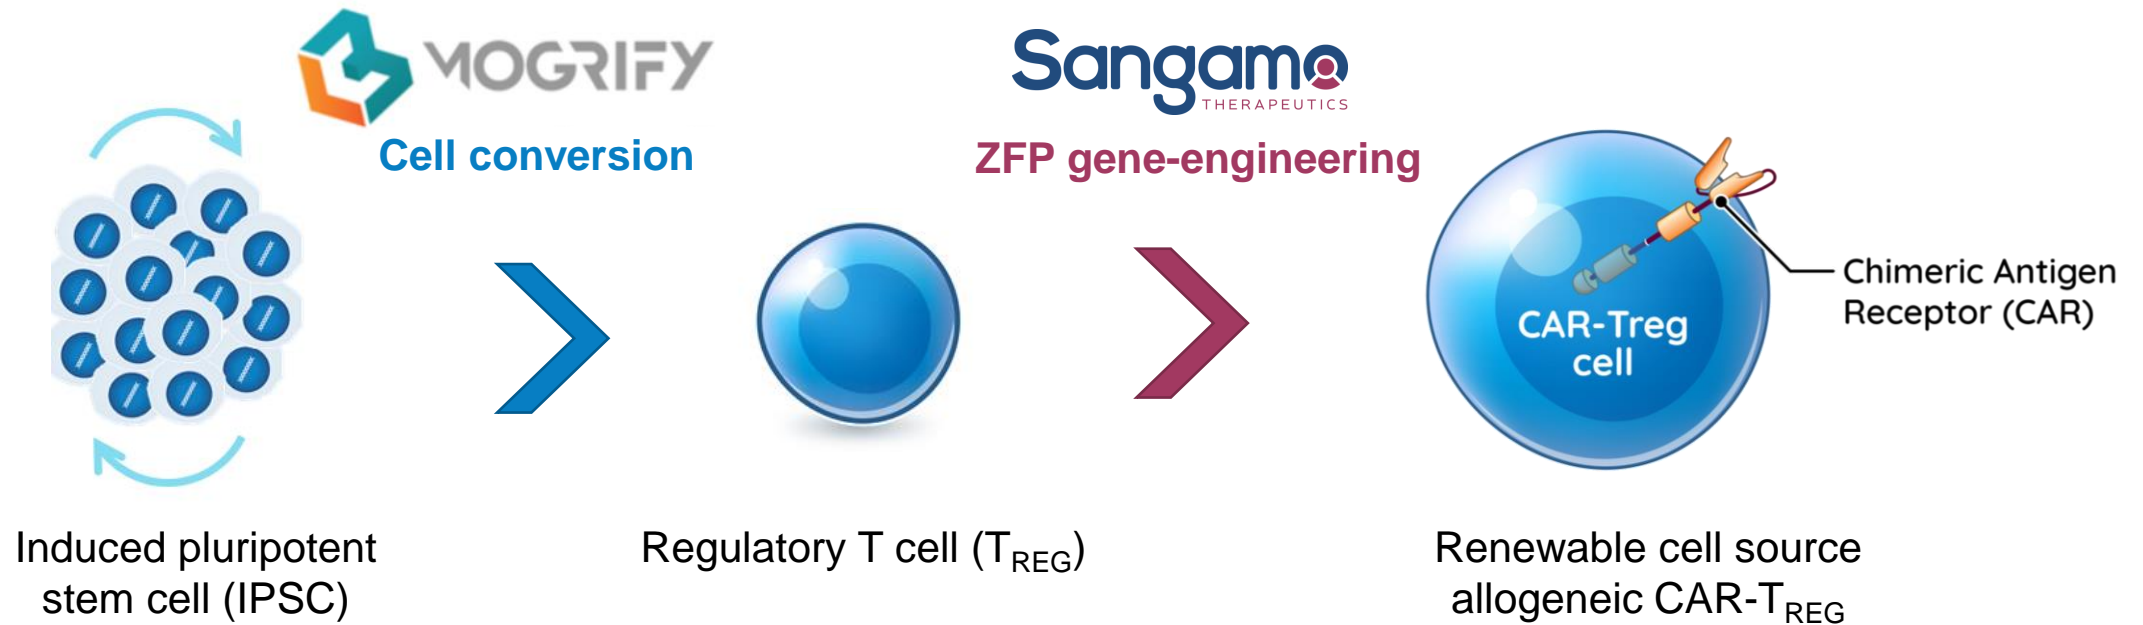 MOGRIFY
Cell conversion
Sangamo
THERAPEUTICS
ZFP gene-engineering
Chimeric Antigen
Receptor (CAR)
CAR-Treg
cell
Induced pluripotent
stem cell (IPSC)
Regulatory T cell (TREG)
Renewable cell source
allogeneic CAR-TREG